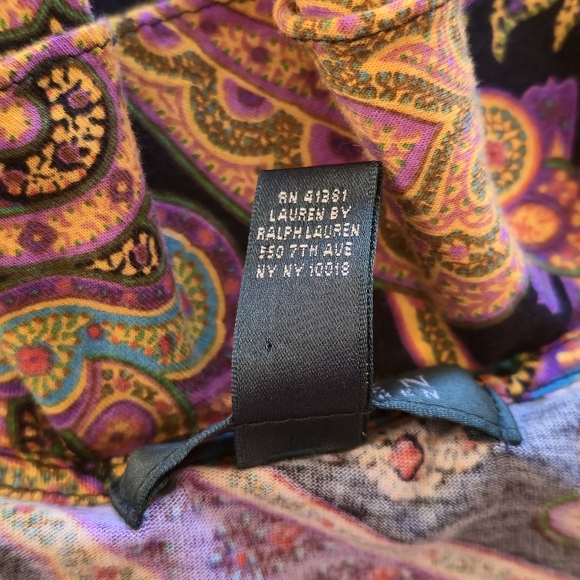 RN 41381
LAUREN BY
RALPH LAUREN
550 7TH AVE
NY NY 10018